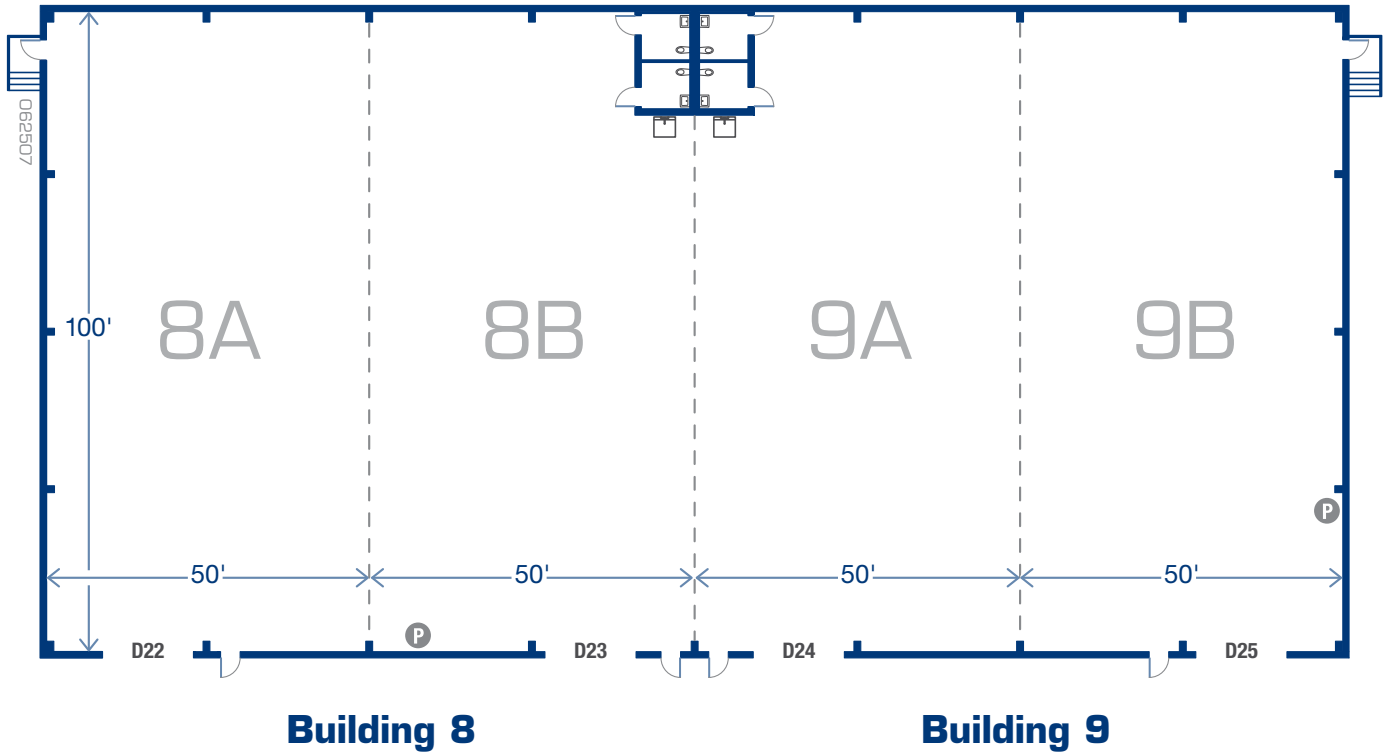 062507
100'
8A
8B
9A
9B
P
50'
50'
50'
50'
P
D22
D23
D24
D25
Building 8
Building 9